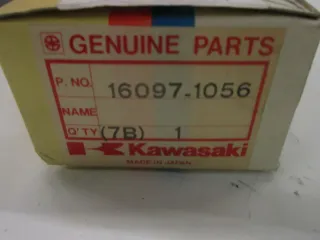 GENUINE PARTS
P. NO. 16097-1056
NAME
Q'TY (7B) 1
Kawasaki
MADE IN JAPAN